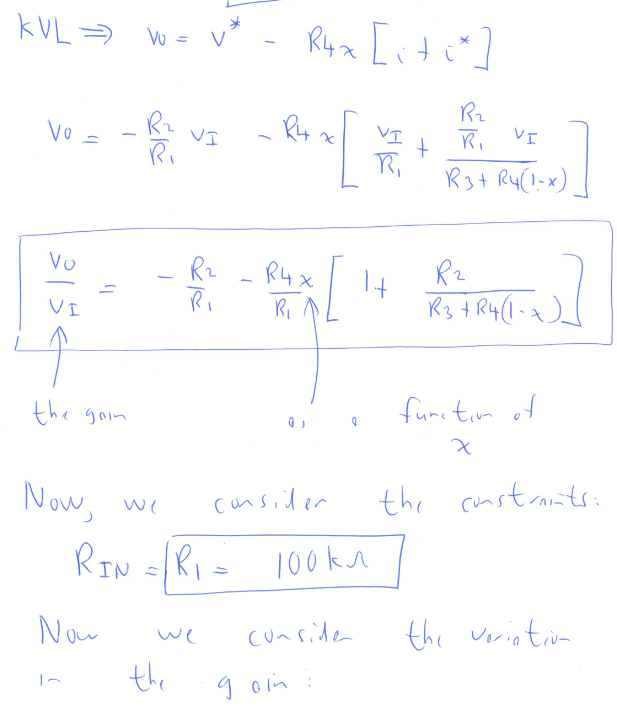 KVL ⇒ vo = v* - R4x [i + i*]
vo = - R2/R1 vI - R4x [ vI/R1 + (R2/R1 vI)/(R3 + R4(1-x)) ]
vo/vI = - R2/R1 - R4x/R1 [ 1 + R2/(R3 + R4(1-x)) ]
the gain as a function of
x
Now, we consider the constraints:
RIN = R1 = 100kΩ
Now we consider the variation
in the gain: